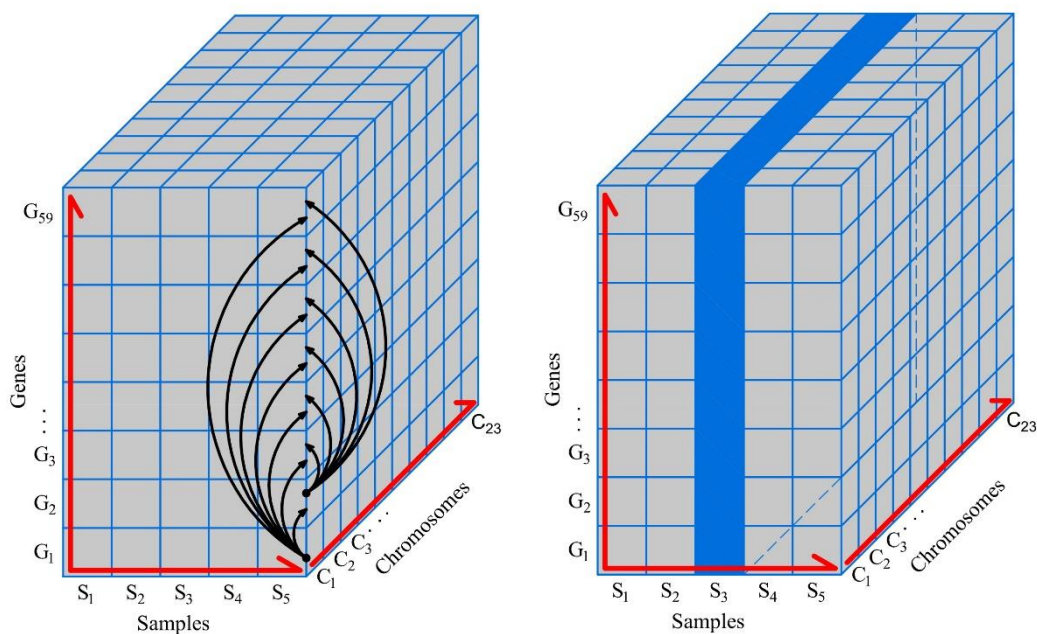 G59
Genes
⋮
G3
G2
G1
S1 S2 S3 S4 S5
Samples
C1 C2 C3 . . . C23
Chromosomes
G59
Genes
⋮
G3
G2
G1
S1 S2 S3 S4 S5
Samples
C1 C2 C3 . . . C23
Chromosomes